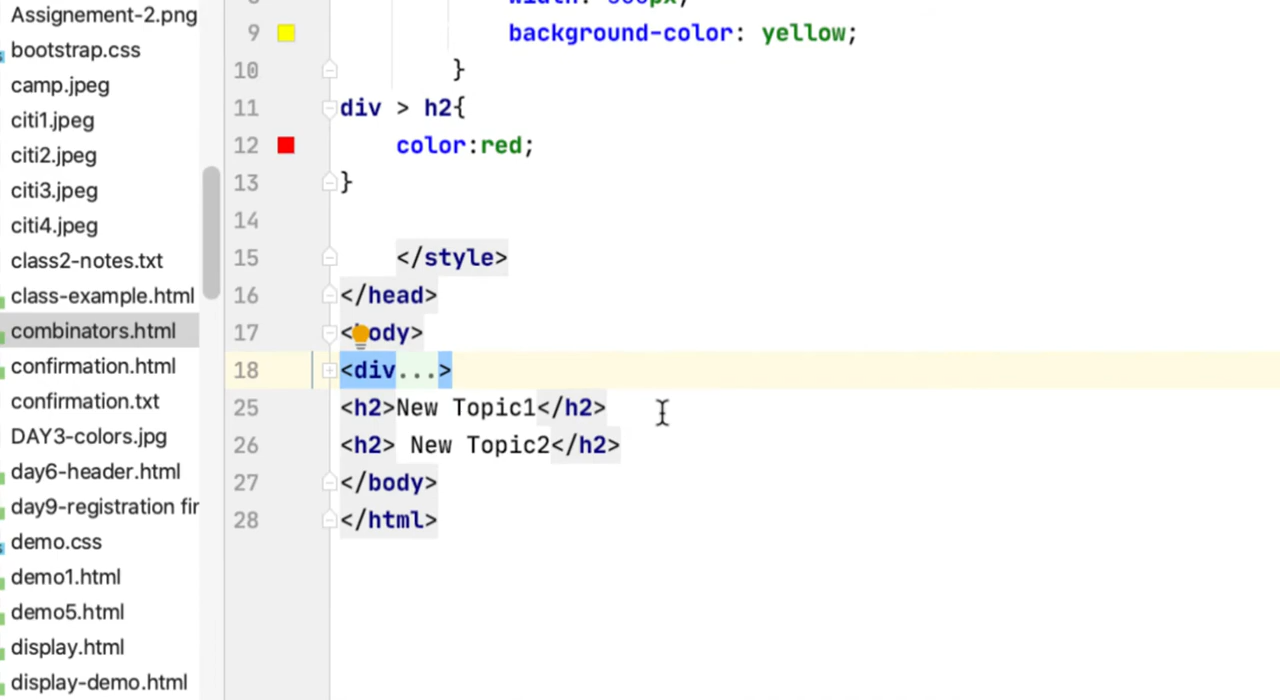 Assignement-2.png
bootstrap.css
camp.jpeg
citi1.jpeg
citi2.jpeg
citi3.jpeg
citi4.jpeg
class2-notes.txt
class-example.html
combinators.html
confirmation.html
confirmation.txt
DAY3-colors.jpg
day6-header.html
day9-registration
demo.css
demo1.html
demo5.html
display.html
display-demo.html
9 background-color: yellow;
10 }
11 div > h2{
12 color:red;
13 }
14
15 </style>
16 </head>
17 <body>
18 <div...>
25 <h2>New Topic1</h2>
26 <h2> New Topic2</h2>
27 </body>
28 </html>